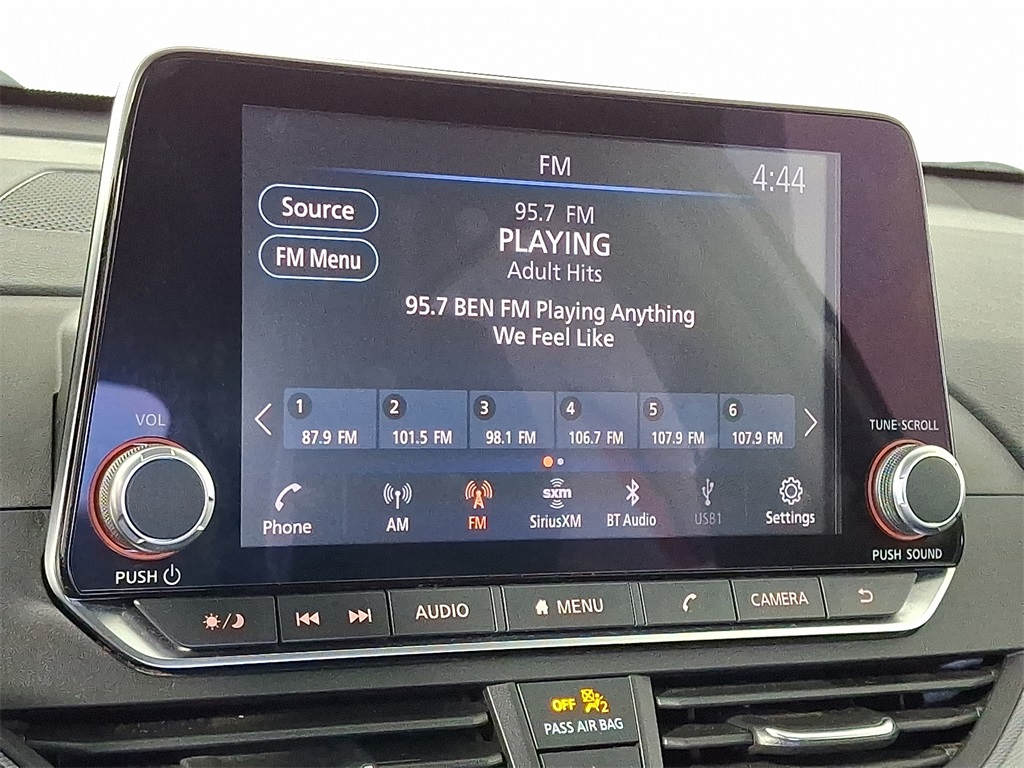 FM
4:44
Source
FM Menu
95.7 FM
PLAYING
Adult Hits
95.7 BEN FM Playing Anything
We Feel Like
1 2 3 4 5 6
87.9 FM 101.5 FM 98.1 FM 106.7 FM 107.9 FM 107.9 FM
sxm
Phone AM FM SiriusXM BT Audio USB1 Settings
VOL
PUSH
TUNE·SCROLL
PUSH SOUND
AUDIO MENU CAMERA
OFF 2
PASS AIR BAG